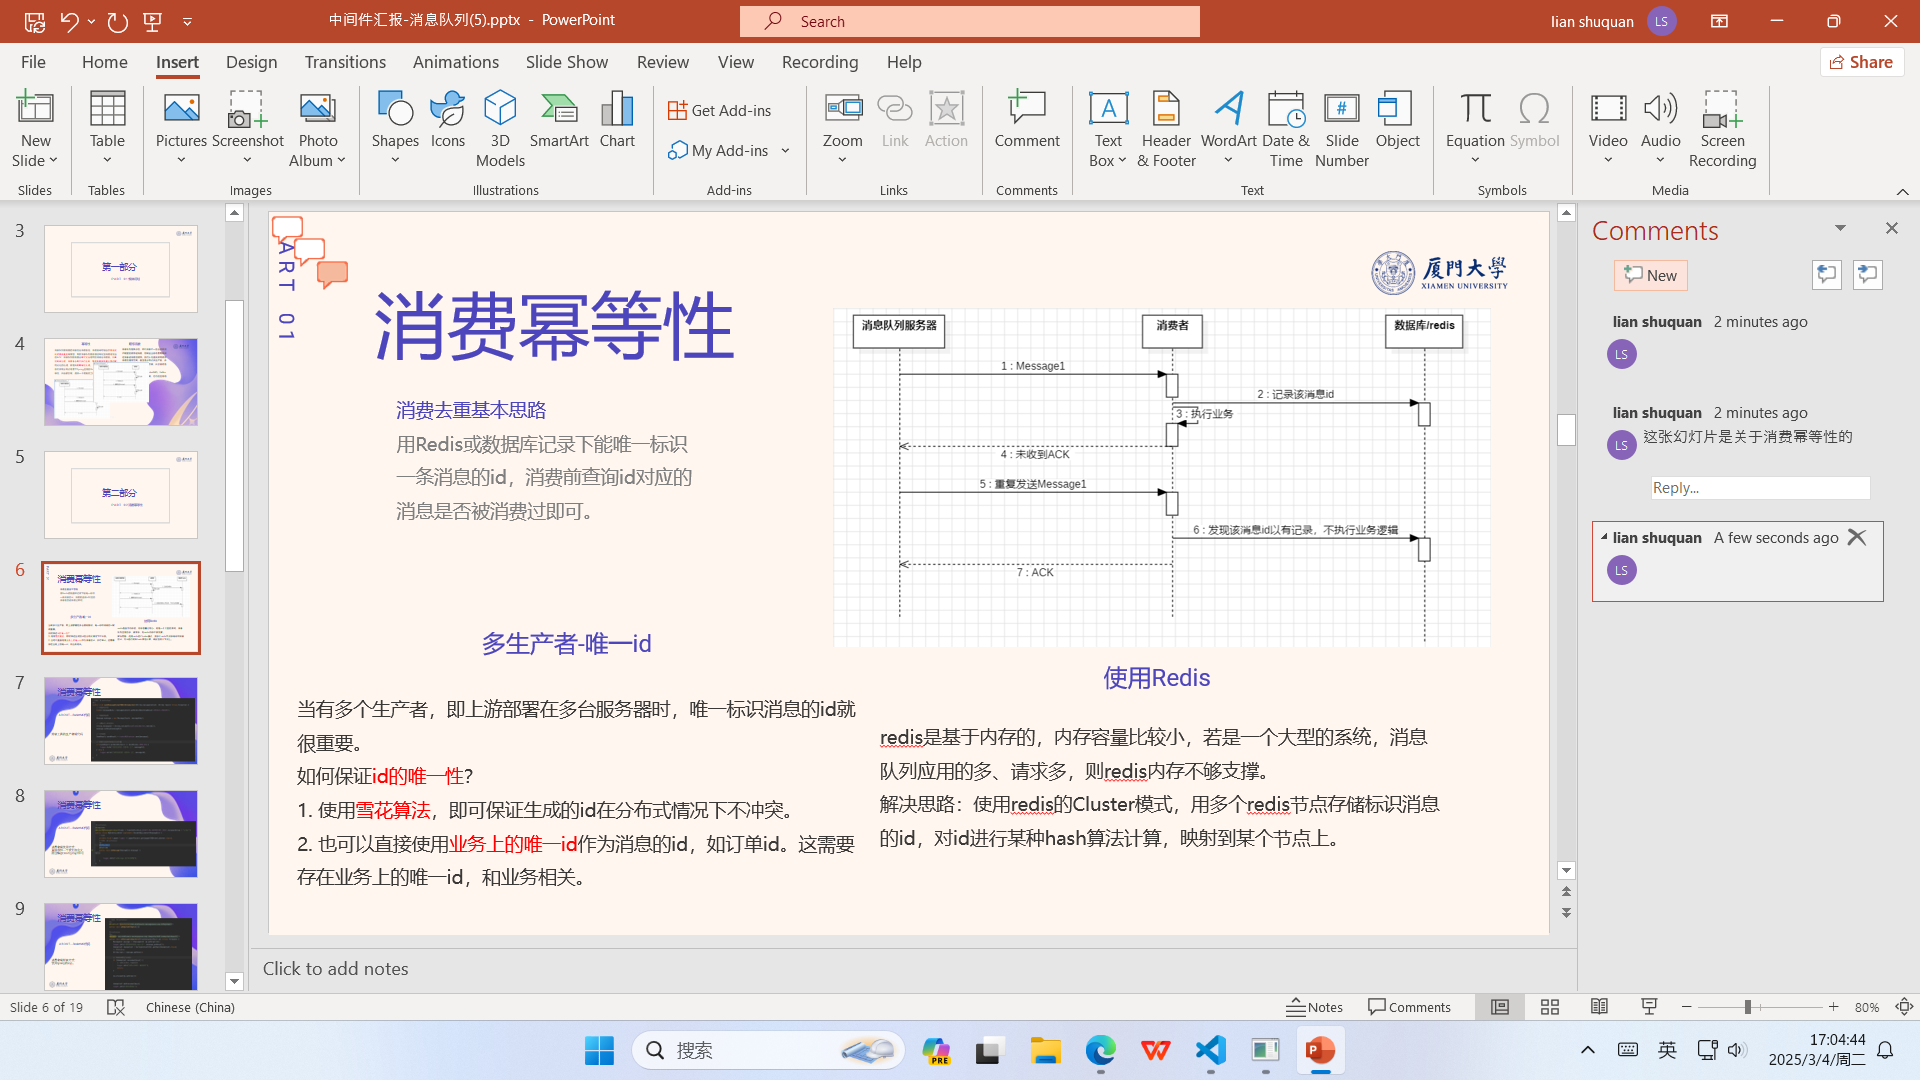 中间件汇报-消息队列(5).pptx - PowerPoint
Search
lian shuquan
LS
File
Home
Insert
Design
Transitions
Animations
Slide Show
Review
View
Recording
Help
Share
New
Slide
Table
Pictures
Screenshot
Photo
Album
Shapes
Icons
3D
Models
SmartArt
Chart
Get Add-ins
My Add-ins
Zoom
Link
Action
Comment
Text
Box
Header
& Footer
WordArt
Date &
Time
Slide
Number
Object
Equation
Symbol
Video
Audio
Screen
Recording
Slides
Tables
Images
Illustrations
Add-ins
Links
Comments
Text
Symbols
Media
3
第一部分
4
5
第二部分
6
消费幂等性
7
消费幂等性
8
消费幂等性
9
消费幂等性
ART 01
厦門大學
XIAMEN UNIVERSITY
消费幂等性
消费去重基本思路
用Redis或数据库记录下能唯一标识
一条消息的id，消费前查询id对应的
消息是否被消费过即可。
消息队列服务器
消费者
数据库/redis
1 : Message1
2 : 记录该消息id
3 : 执行业务
4 : 未收到ACK
5 : 重复发送Message1
6 : 发现该消息id以有记录，不执行业务逻辑
7 : ACK
多生产者-唯一id
当有多个生产者，即上游部署在多台服务器时，唯一标识消息的id就
很重要。
如何保证id的唯一性?
1. 使用雪花算法，即可保证生成的id在分布式情况下不冲突。
2. 也可以直接使用业务上的唯一id作为消息的id，如订单id。这需要
存在业务上的唯一id，和业务相关。
使用Redis
redis是基于内存的，内存容量比较小，若是一个大型的系统，消息
队列应用的多、请求多，则redis内存不够支撑。
解决思路：使用redis的Cluster模式，用多个redis节点存储标识消息
的id，对id进行某种hash算法计算，映射到某个节点上。
Click to add notes
Comments
New
lian shuquan 2 minutes ago
LS
lian shuquan 2 minutes ago
LS
这张幻灯片是关于消费幂等性的
Reply...
lian shuquan A few seconds ago
LS
Slide 6 of 19
Chinese (China)
Notes
Comments
80%
搜索
PRE
英
17:04:44
2025/3/4/周二